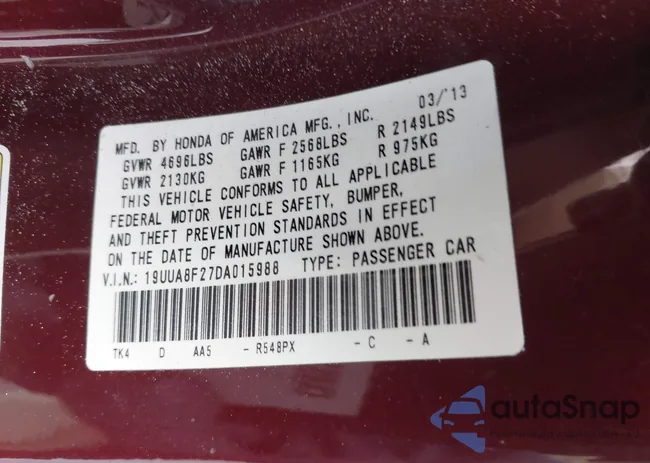 MFD. BY HONDA OF AMERICA MFG., INC. 03/'13
GVWR 4696LBS GAWR F 2568LBS R 2149LBS
GVWR 2130KG GAWR F 1165KG R 975KG
THIS VEHICLE CONFORMS TO ALL APPLICABLE
FEDERAL MOTOR VEHICLE SAFETY, BUMPER,
AND THEFT PREVENTION STANDARDS IN EFFECT
ON THE DATE OF MANUFACTURE SHOWN ABOVE.
V.I.N.: 19UUA8F27DA015988 TYPE: PASSENGER CAR
TK4 D AA5 - R548PX - C - A
autoSnap